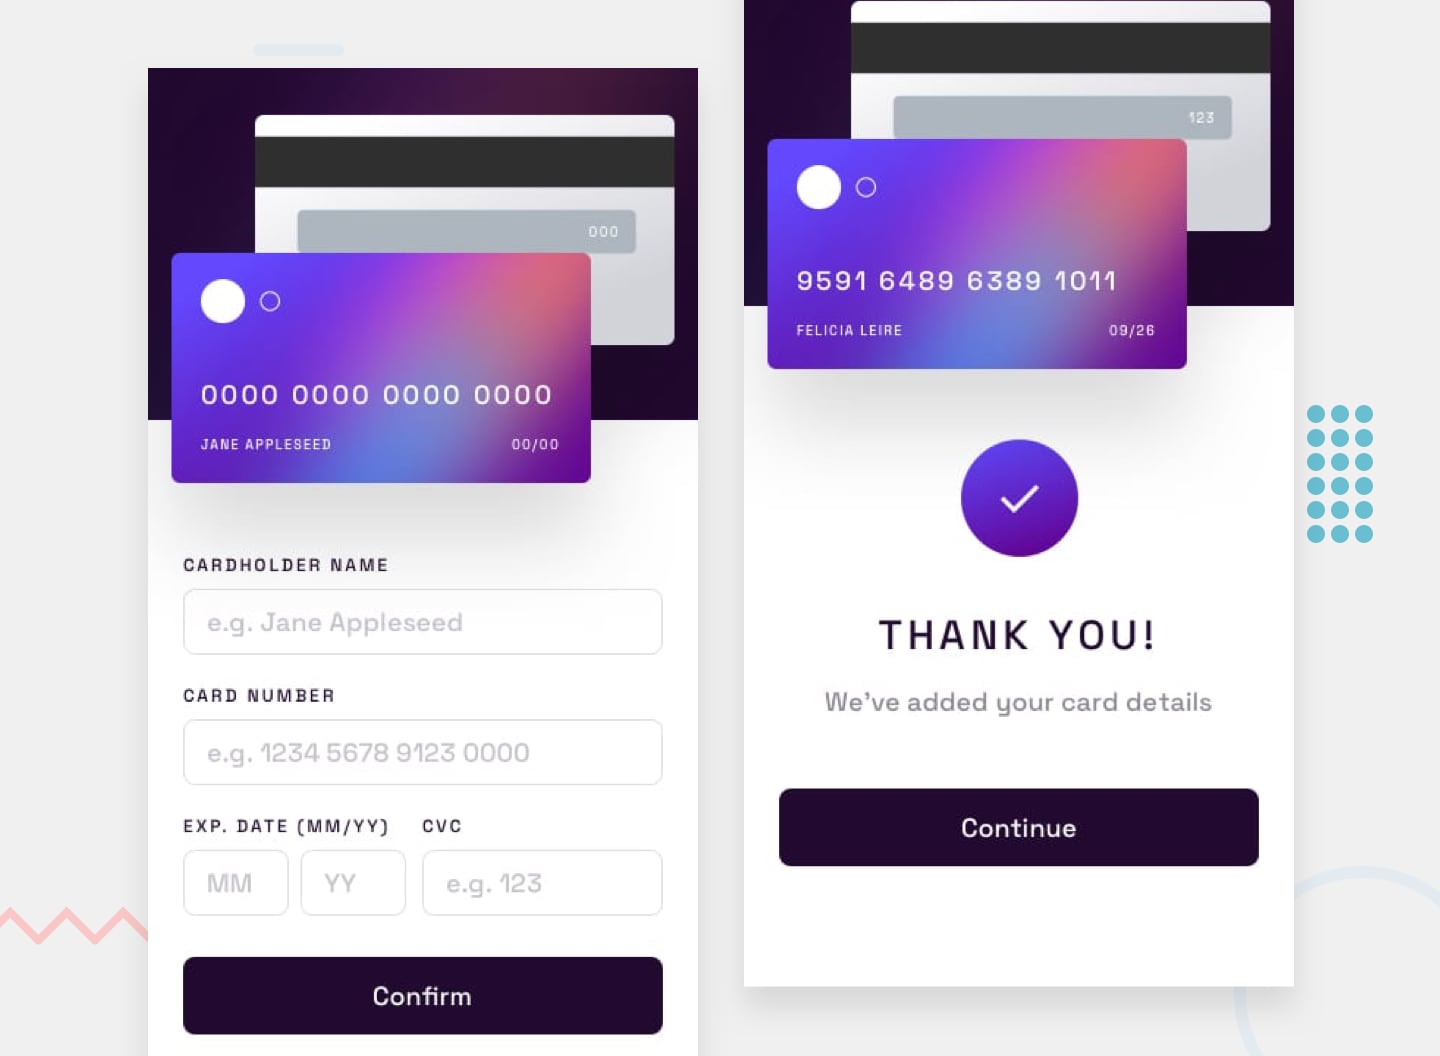 000
0000 0000 0000 0000
JANE APPLESEED 00/00
CARDHOLDER NAME
e.g. Jane Appleseed
CARD NUMBER
e.g. 1234 5678 9123 0000
EXP. DATE (MM/YY) CVC
MM YY e.g. 123
Confirm
123
9591 6489 6389 1011
FELICIA LEIRE 09/26
THANK YOU!
We've added your card details
Continue